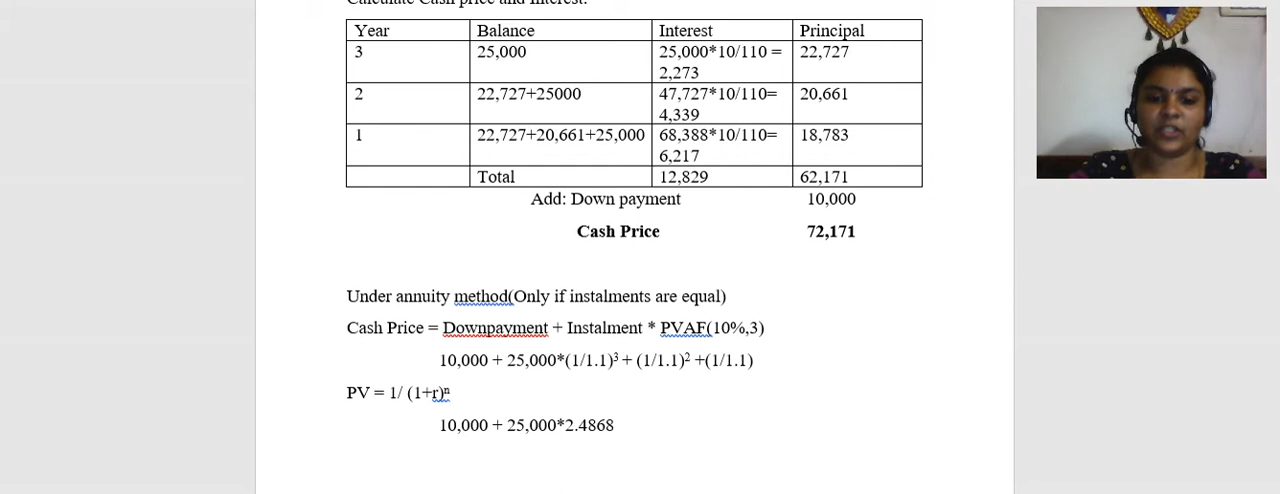 Calculate Cash price and Interest.
Year Balance Interest Principal
3 25,000 25,000*10/110 = 22,727
2,273
2 22,727+25000 47,727*10/110= 20,661
4,339
1 22,727+20,661+25,000 68,388*10/110= 18,783
6,217
Total 12,829 62,171
Add: Down payment 10,000
Cash Price 72,171
Under annuity method(Only if instalments are equal)
Cash Price = Downpayment + Instalment * PVAF(10%,3)
10,000 + 25,000*(1/1.1)³ + (1/1.1)² +(1/1.1)
PV = 1/ (1+r)ⁿ
10,000 + 25,000*2.4868